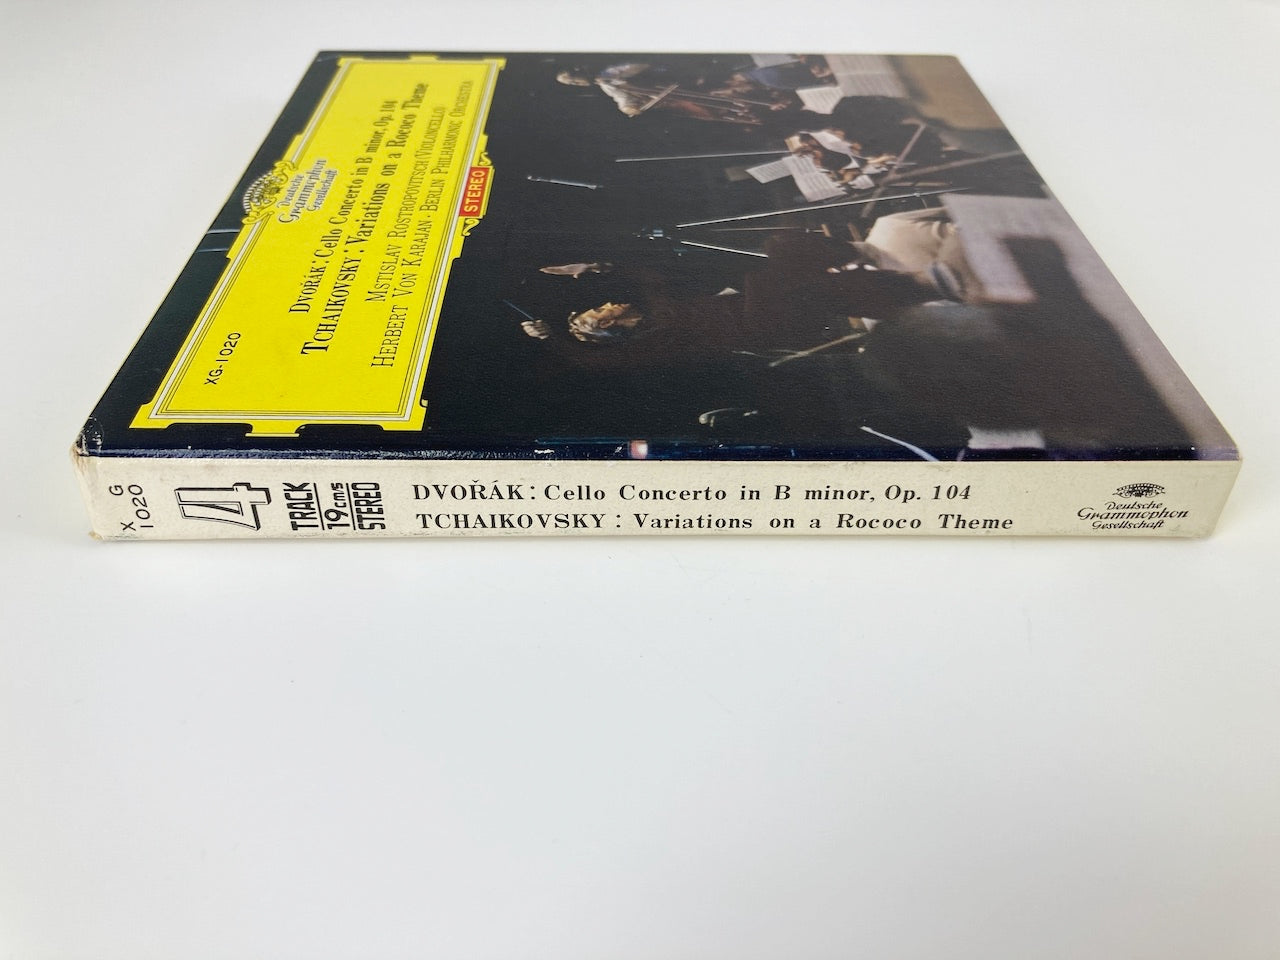 Deutsche
Grammophon
Gesellschaft
DVOŘÁK: Cello Concerto in B minor, Op. 104
TCHAIKOVSKY: Variations on a Rococo Theme
MSTISLAV ROSTROPOVITSCH (VIOLONCELLO)
HERBERT VON KARAJAN · BERLIN PHILHARMONIC ORCHESTRA
XG-1020
STEREO
XG
1020
4
TRACK
19cm/s
STEREO
DVOŘÁK: Cello Concerto in B minor, Op. 104
TCHAIKOVSKY: Variations on a Rococo Theme
Deutsche
Grammophon
Gesellschaft